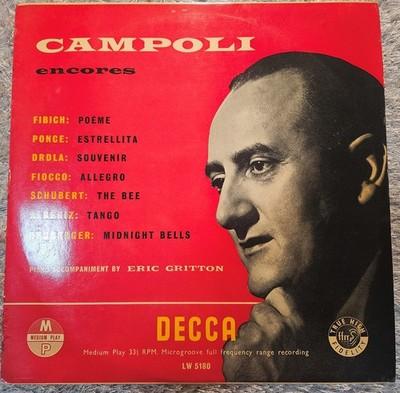 CAMPOLI
encores
FIBICH: POÉME
PONCE: ESTRELLITA
DRDLA: SOUVENIR
FIOCCO: ALLEGRO
SCHUBERT: THE BEE
ALBENIZ: TANGO
HEUBERGER: MIDNIGHT BELLS
PIANO ACCOMPANIMENT BY ERIC GRITTON
M
MEDIUM PLAY
P
DECCA
TRUE HIGH
ffrr
FIDELITY
Medium Play 33⅓ RPM. Microgroove full frequency range recording
LW 5180